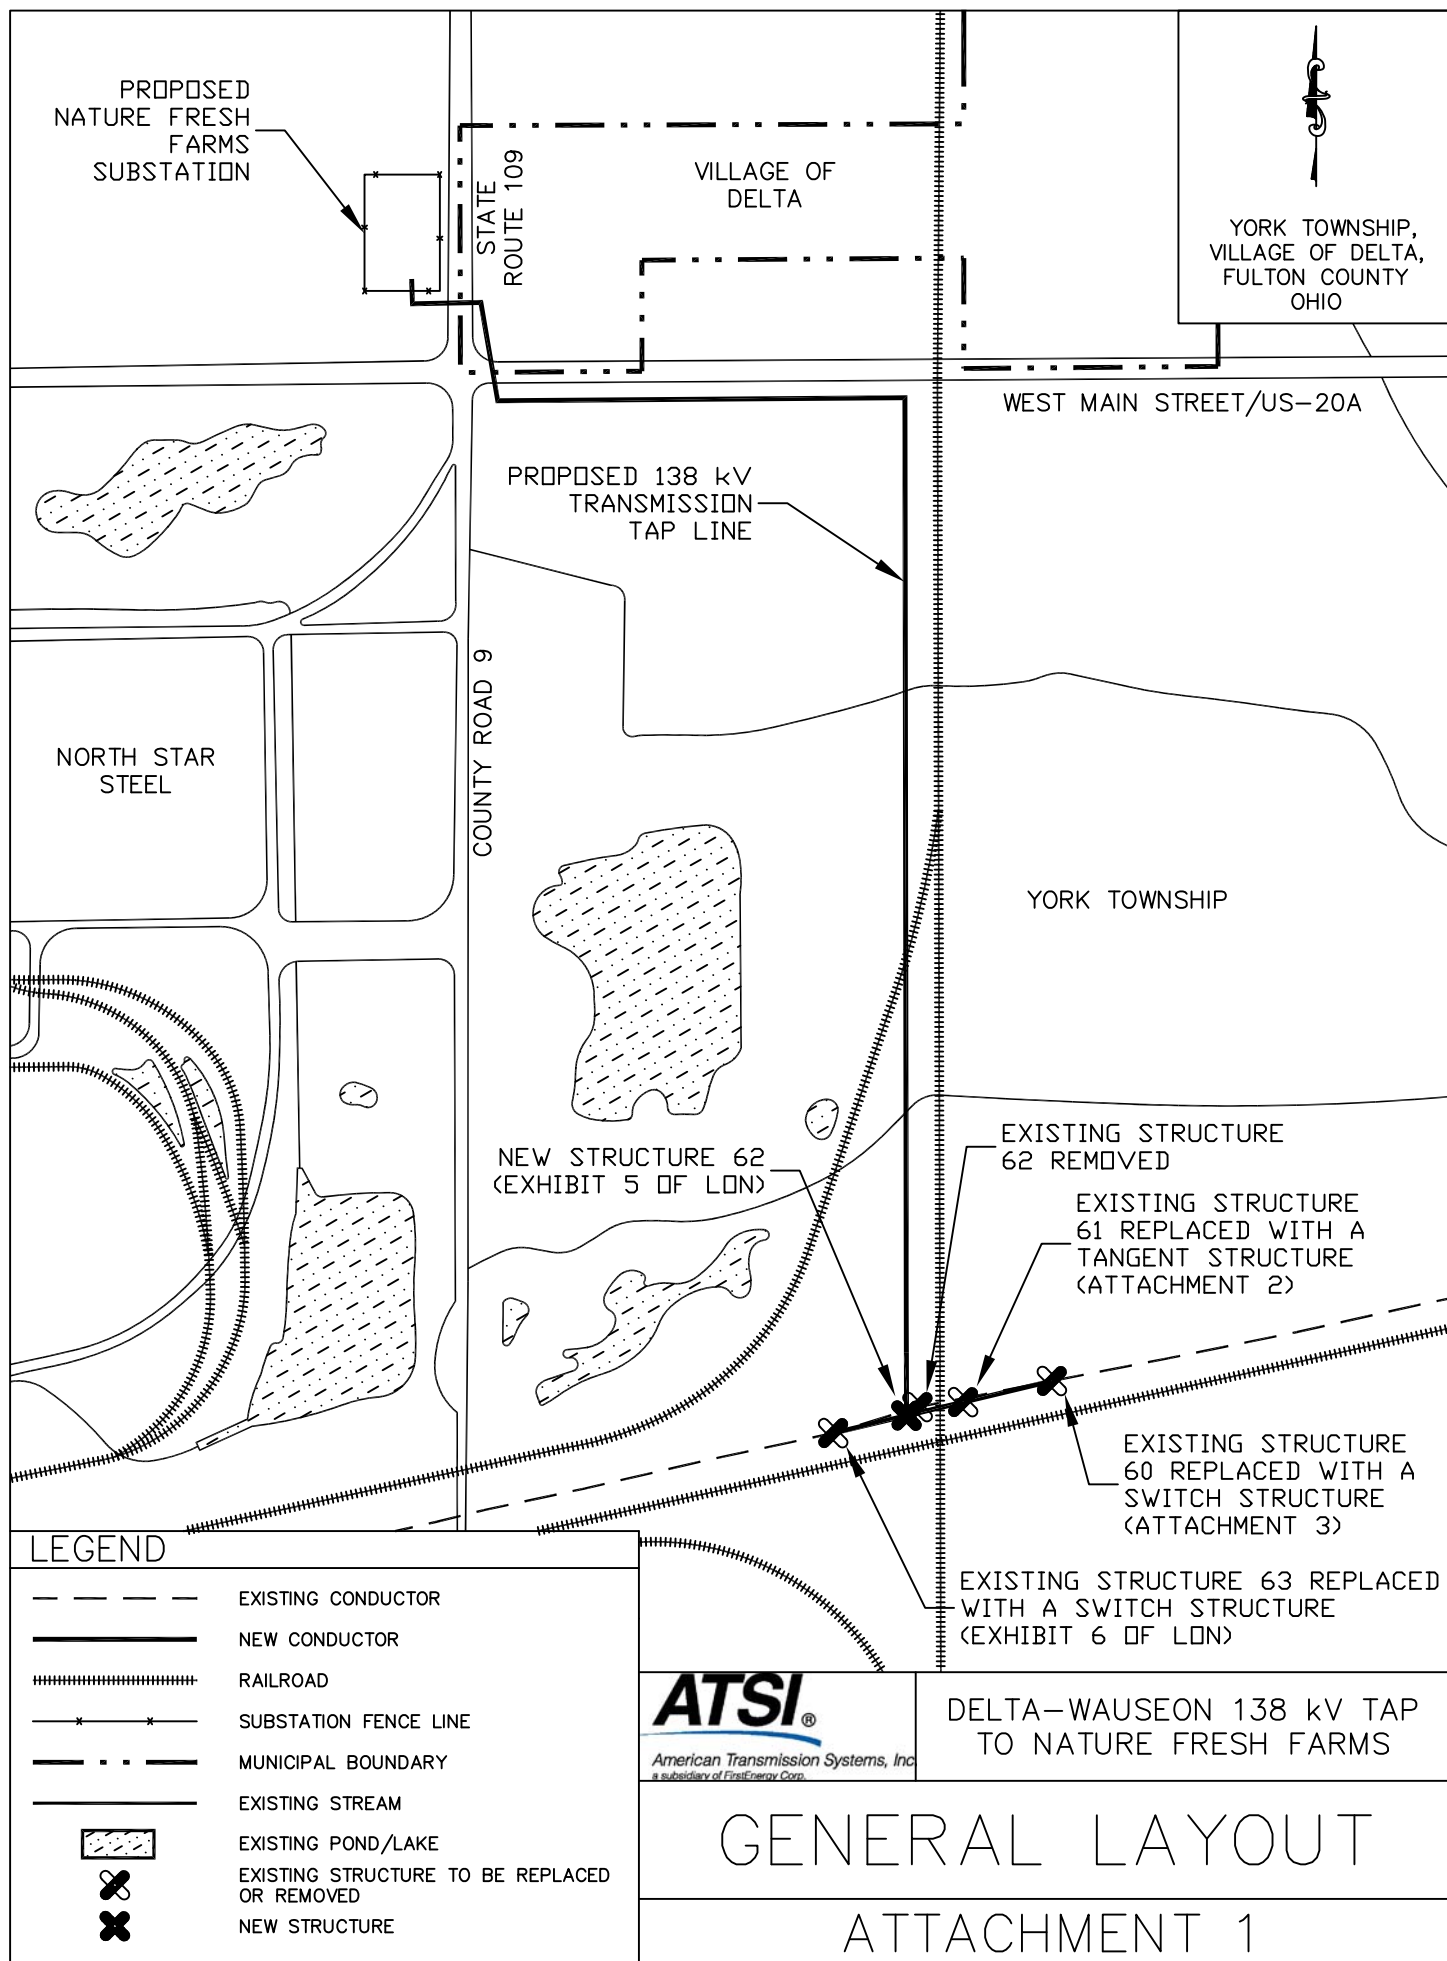 PROPOSED
NATURE FRESH
FARMS
SUBSTATION
STATE
ROUTE 109
VILLAGE OF
DELTA
YORK TOWNSHIP,
VILLAGE OF DELTA,
FULTON COUNTY
OHIO
WEST MAIN STREET/US-20A
PROPOSED 138 kV
TRANSMISSION
TAP LINE
COUNTY ROAD 9
NORTH STAR
STEEL
YORK TOWNSHIP
NEW STRUCTURE 62
(EXHIBIT 5 OF LON)
EXISTING STRUCTURE
62 REMOVED
EXISTING STRUCTURE
61 REPLACED WITH A
TANGENT STRUCTURE
(ATTACHMENT 2)
EXISTING STRUCTURE
60 REPLACED WITH A
SWITCH STRUCTURE
(ATTACHMENT 3)
EXISTING STRUCTURE 63 REPLACED
WITH A SWITCH STRUCTURE
(EXHIBIT 6 OF LON)
LEGEND
EXISTING CONDUCTOR
NEW CONDUCTOR
RAILROAD
SUBSTATION FENCE LINE
MUNICIPAL BOUNDARY
EXISTING STREAM
EXISTING POND/LAKE
EXISTING STRUCTURE TO BE REPLACED
OR REMOVED
NEW STRUCTURE
ATSI®
American Transmission Systems, Inc
a subsidiary of FirstEnergy Corp.
DELTA-WAUSEON 138 kV TAP
TO NATURE FRESH FARMS
GENERAL LAYOUT
ATTACHMENT 1